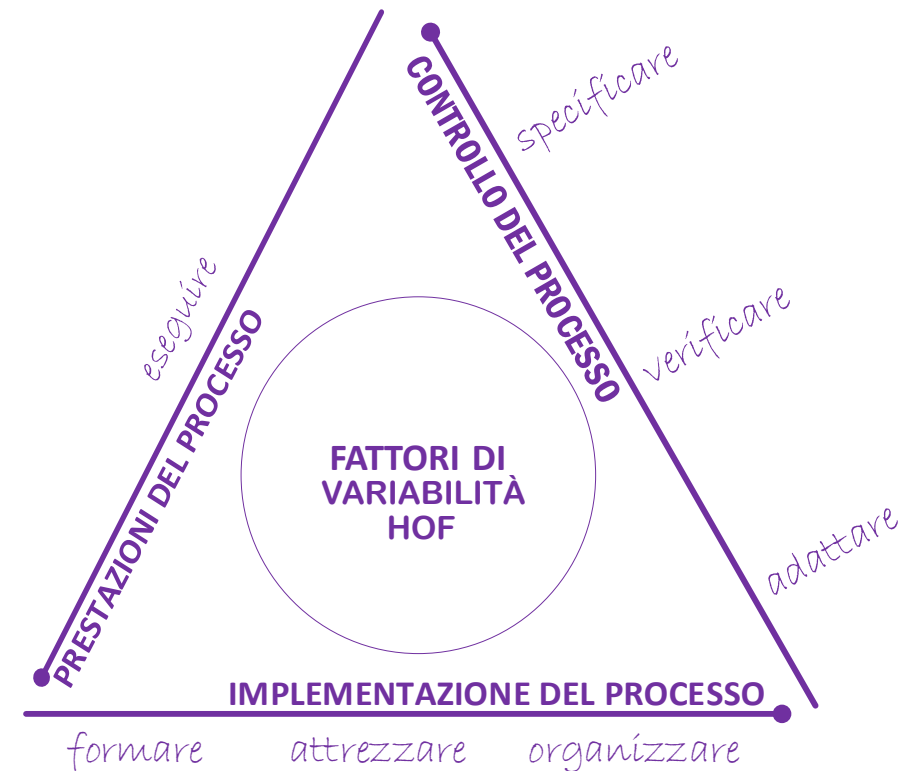 CONTROLLO DEL PROCESSO
specificare
verificare
adattare
eseguire
PRESTAZIONI DEL PROCESSO
FATTORI DI
VARIABILITÀ
HOF
IMPLEMENTAZIONE DEL PROCESSO
formare attrezzare organizzare